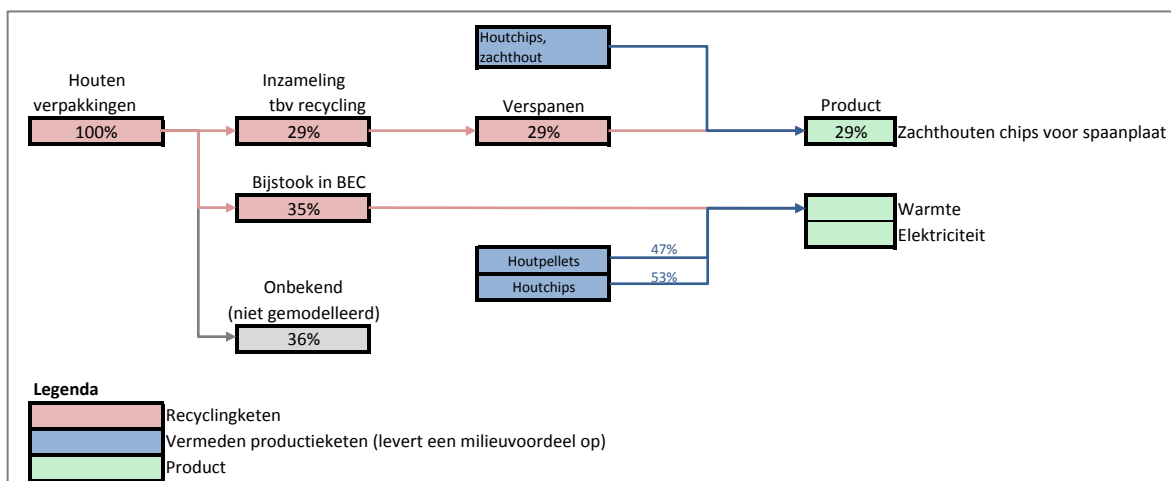 Houtchips,
zachthout
Houten
verpakkingen
100%
Inzameling
tbv recycling
29%
Verspanen
29%
Product
29%
Zachthouten chips voor spaanplaat
Bijstook in BEC
35%
Warmte
Elektriciteit
Houtpellets
47%
Houtchips
53%
Onbekend
(niet gemodelleerd)
36%
Legenda
Recyclingketen
Vermeden productieketen (levert een milieuvoordeel op)
Product